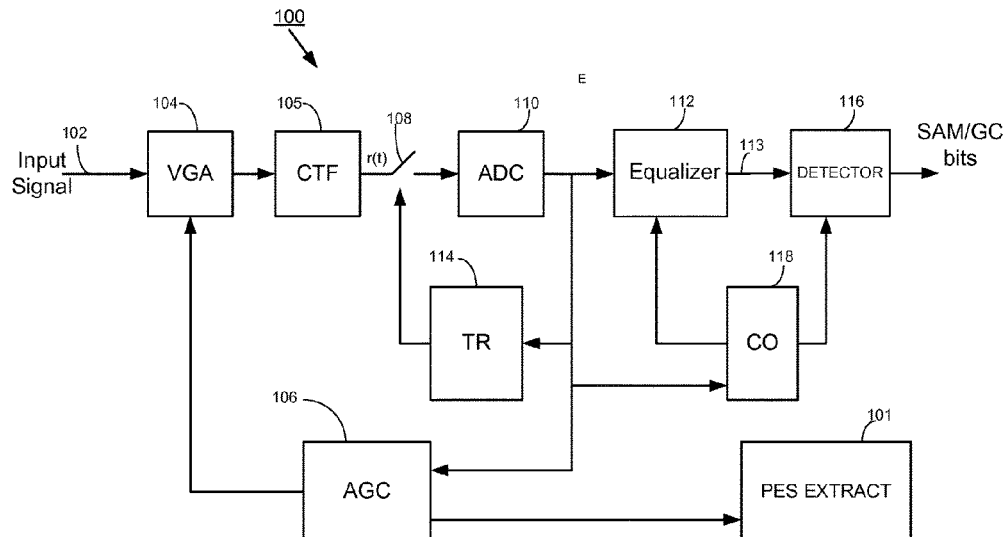 100
E
104
105
108
110
112
116
102
113
SAM/GC
bits
Input
Signal
VGA
CTF
r(t)
ADC
Equalizer
DETECTOR
114
118
TR
CO
106
101
AGC
PES EXTRACT